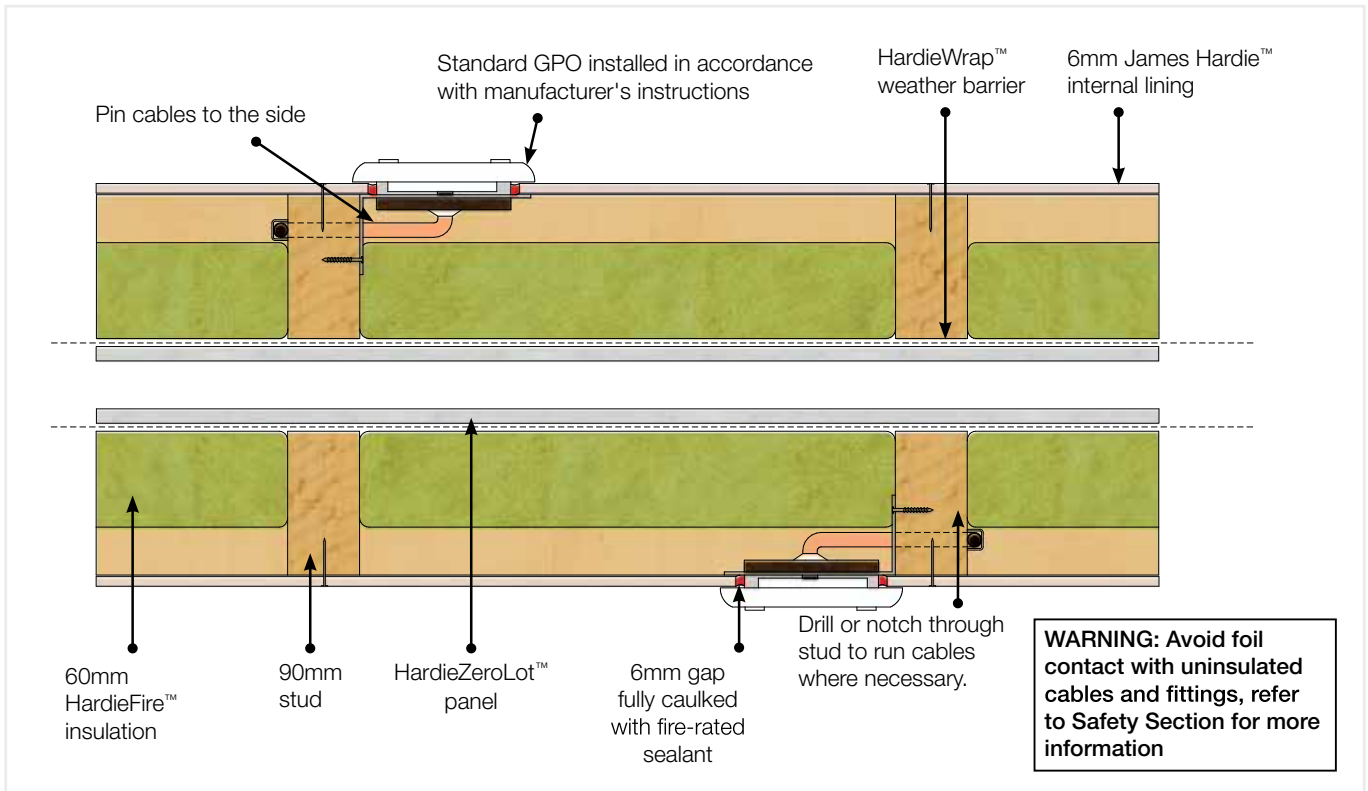 Standard GPO installed in accordance
with manufacturer's instructions
HardieWrap™
weather barrier
6mm James Hardie™
internal lining
Pin cables to the side
60mm
HardieFire™
insulation
90mm
stud
HardieZeroLot™
panel
6mm gap
fully caulked
with fire-rated
sealant
Drill or notch through
stud to run cables
where necessary.
WARNING: Avoid foil
contact with uninsulated
cables and fittings, refer
to Safety Section for more
information